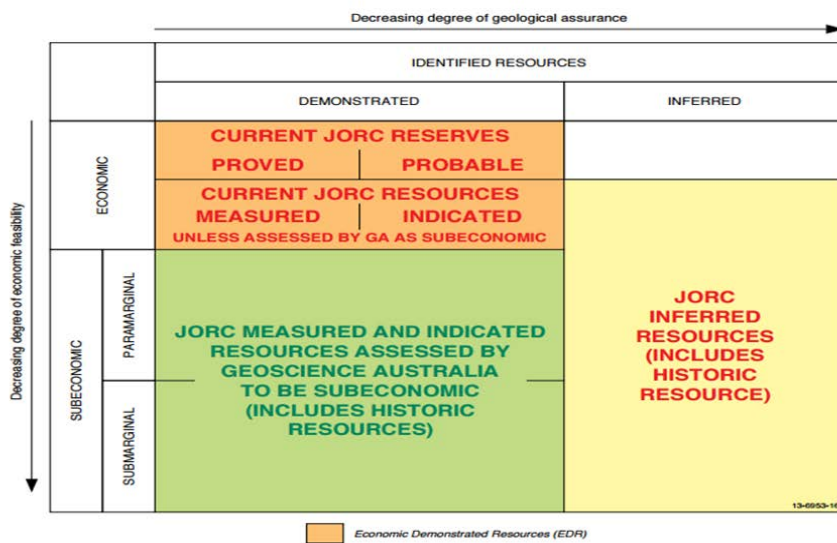 Decreasing degree of geological assurance
IDENTIFIED RESOURCES
DEMONSTRATED
INFERRED
Decreasing degree of economic feasibility
ECONOMIC
CURRENT JORC RESERVES
PROVED
PROBABLE
CURRENT JORC RESOURCES
MEASURED
INDICATED
UNLESS ASSESSED BY GA AS SUBECONOMIC
SUBECONOMIC
PARAMARGINAL
SUBMARGINAL
JORC MEASURED AND INDICATED
RESOURCES ASSESSED BY
GEOSCIENCE AUSTRALIA
TO BE SUBECONOMIC
(INCLUDES HISTORIC
RESOURCES)
JORC
INFERRED
RESOURCES
(INCLUDES
HISTORIC
RESOURCE)
13-6953-16
Economic Demonstrated Resources (EDR)